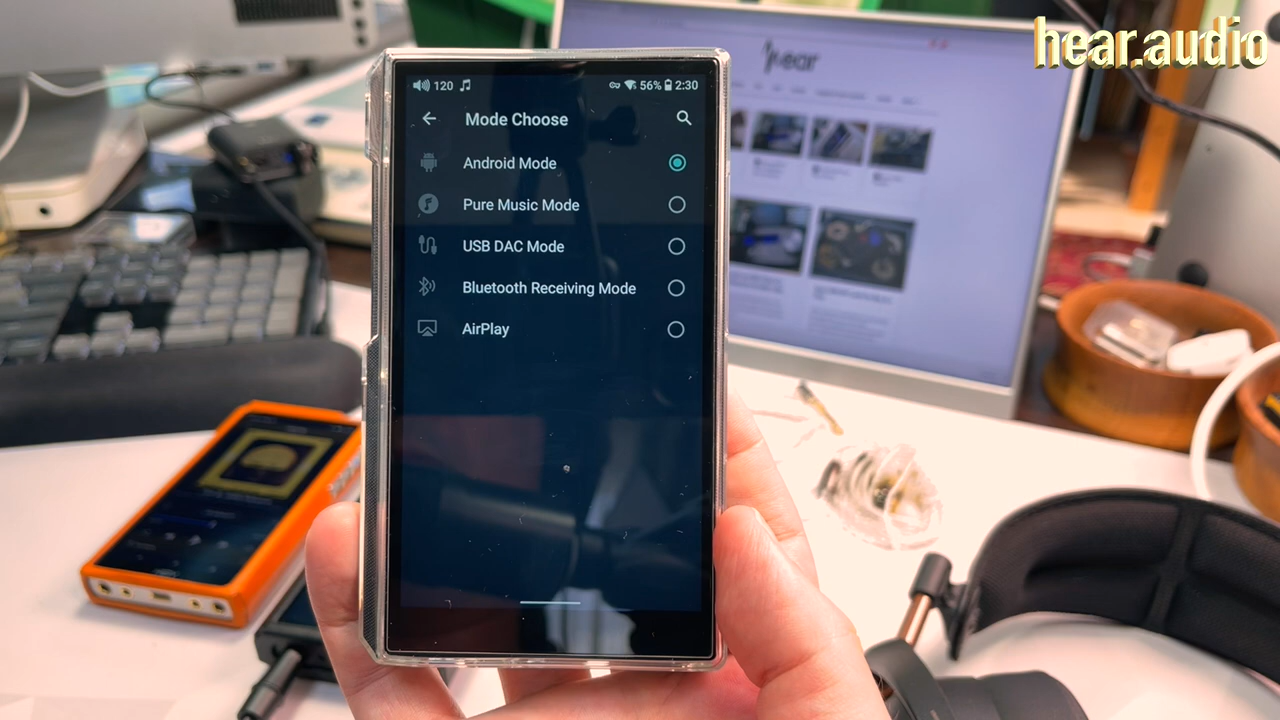 hear.audio
120
56% 2:30
Mode Choose
Android Mode
Pure Music Mode
USB DAC Mode
Bluetooth Receiving Mode
AirPlay
hear